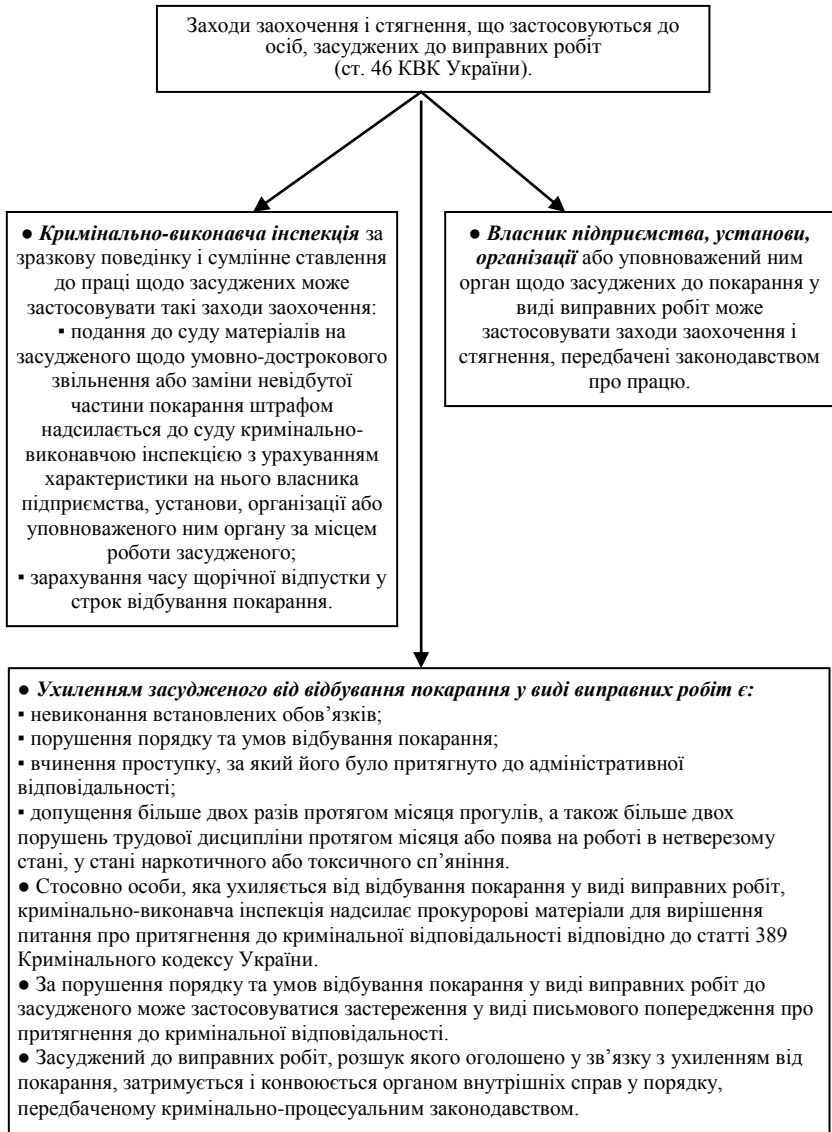 Заходи заохочення і стягнення, що застосовуються до
осіб, засуджених до виправних робіт
(ст. 46 КВК України).
● Кримінально-виконавча інспекція за
зразкову поведінку і сумлінне ставлення
до праці щодо засуджених може
застосовувати такі заходи заохочення:
▪ подання до суду матеріалів на
засудженого щодо умовно-дострокового
звільнення або заміни невідбутої
частини покарання штрафом
надсилається до суду кримінально-
виконавчою інспекцією з урахуванням
характеристики на нього власника
підприємства, установи, організації або
уповноваженого ним органу за місцем
роботи засудженого;
▪ зарахування часу щорічної відпустки у
строк відбування покарання.
● Власник підприємства, установи,
організації або уповноважений ним
орган щодо засуджених до покарання у
виді виправних робіт може
застосовувати заходи заохочення і
стягнення, передбачені законодавством
про працю.
● Ухиленням засудженого від відбування покарання у виді виправних робіт є:
▪ невиконання встановлених обов’язків;
▪ порушення порядку та умов відбування покарання;
▪ вчинення проступку, за який його було притягнуто до адміністративної
відповідальності;
▪ допущення більше двох разів протягом місяця прогулів, а також більше двох
порушень трудової дисципліни протягом місяця або поява на роботі в нетверезому
стані, у стані наркотичного або токсичного сп’яніння.
● Стосовно особи, яка ухиляється від відбування покарання у виді виправних робіт,
кримінально-виконавча інспекція надсилає прокуророві матеріали для вирішення
питання про притягнення до кримінальної відповідальності відповідно до статті 389
Кримінального кодексу України.
● За порушення порядку та умов відбування покарання у виді виправних робіт до
засудженого може застосовуватися застереження у виді письмового попередження про
притягнення до кримінальної відповідальності.
● Засуджений до виправних робіт, розшук якого оголошено у зв’язку з ухиленням від
покарання, затримується і конвоюється органом внутрішніх справ у порядку,
передбаченому кримінально-процесуальним законодавством.